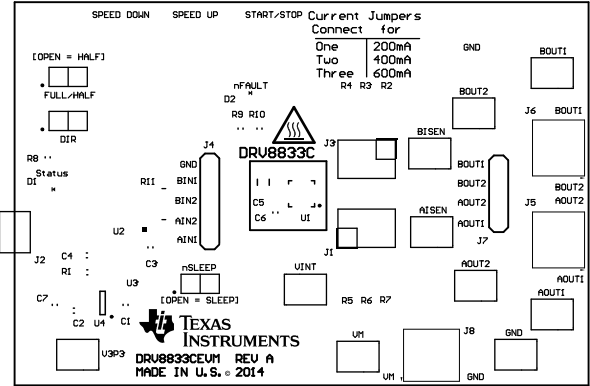 SPEED DOWN SPEED UP START/STOP
Current Jumpers
Connect for
One 200mA
Two 400mA
Three 600mA
R4 R3 R2
GND
BOUT1
[OPEN = HALF]
FULL/HALF
nFAULT
D2
R9 R10
BOUT2
J6 BOUT1
DIR
J4
DRV8833C
J3
BISEN
R8
Status
D1
GND
BIN1
BIN2
AIN2
AIN1
R11
C5
C6
U1
BOUT1
BOUT2
AOUT2
AOUT1
J7
BOUT2
J5 AOUT2
AISEN
U2
J2
C4
R1
C3
J1
nSLEEP
[OPEN = SLEEP]
VINT
AOUT2
AOUT1
AOUT1
U3
C7
C2 U4 C1
R5 R6 R7
TEXAS
INSTRUMENTS
V3P3
DRV8833CEVM REV A
MADE IN U.S. © 2014
VM
VM
J8
GND
GND